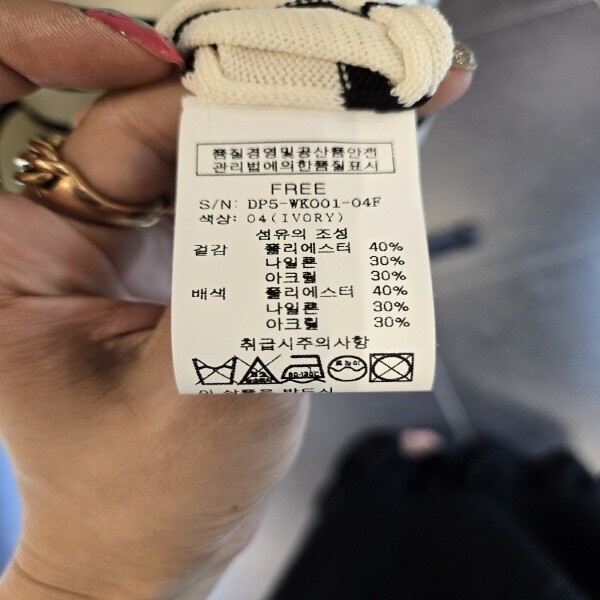 품질경영및공산품안전
관리법에의한품질표시
FREE
S/N: DP5-WK001-04F
색상: 04(IVORY)
섬유의 조성
겉감 폴리에스터 40%
나일론 30%
아크릴 30%
배색 폴리에스터 40%
나일론 30%
아크릴 30%
취급시주의사항
드라이